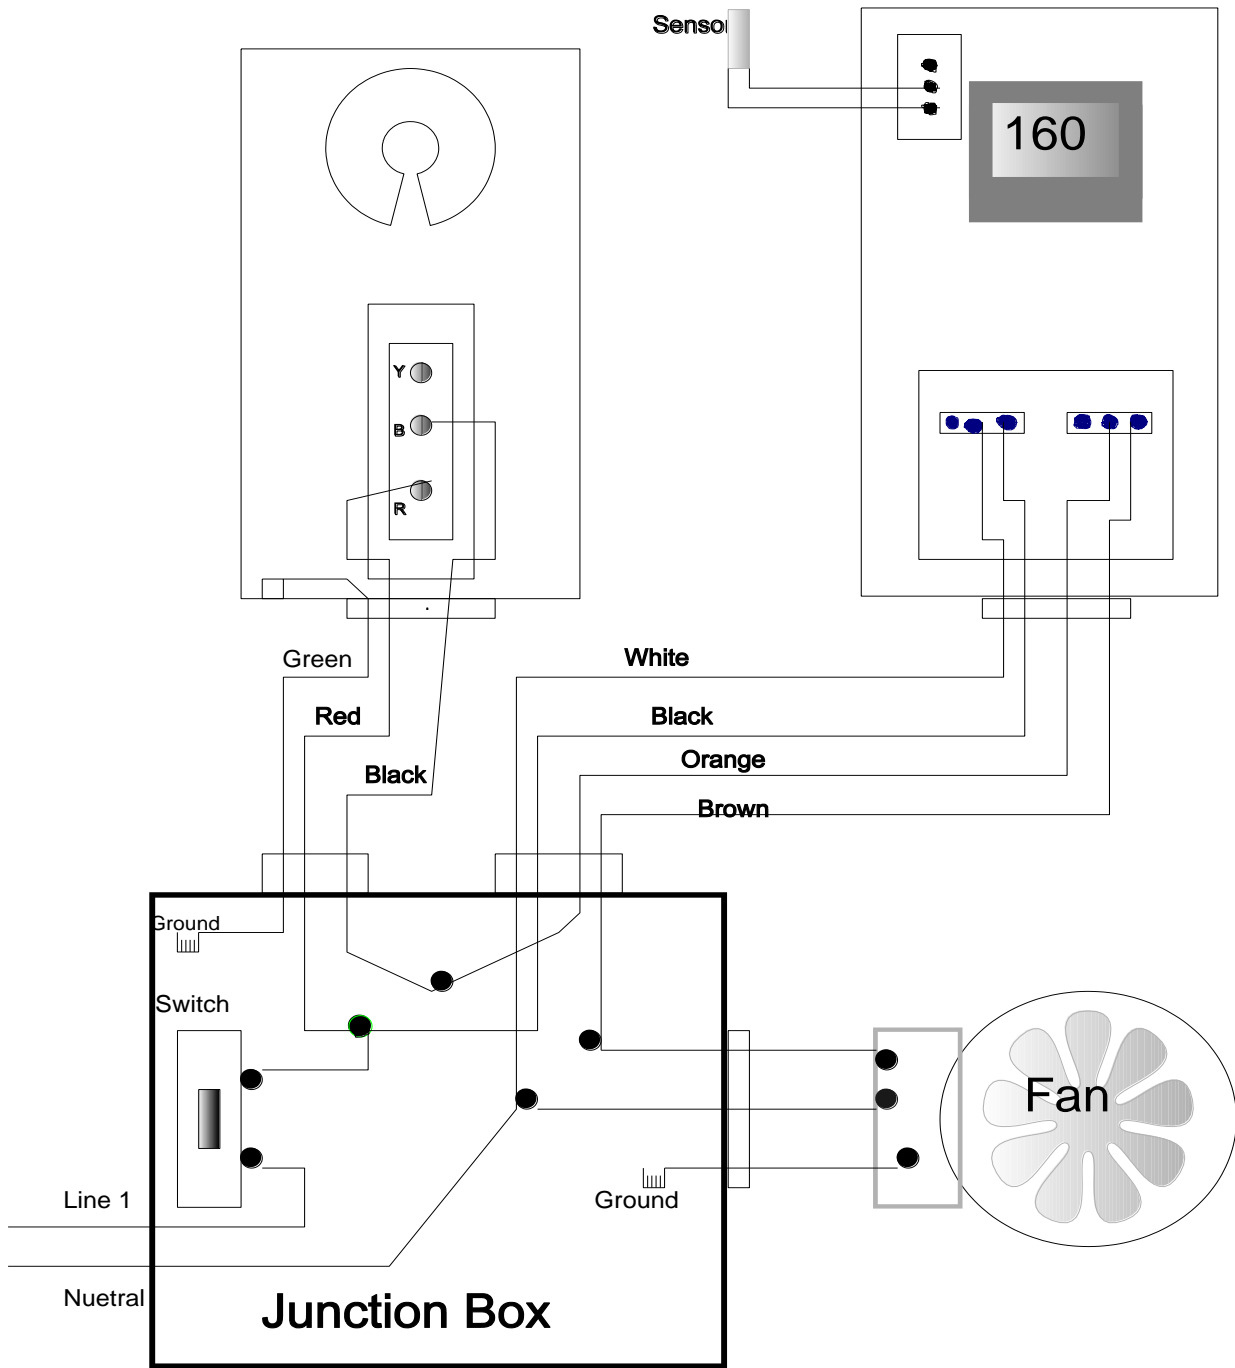 Sensor
160
Y
B
R
Green
White
Red
Black
Black
Orange
Brown
Ground
Switch
Fan
Line 1
Ground
Nuetral
Junction Box